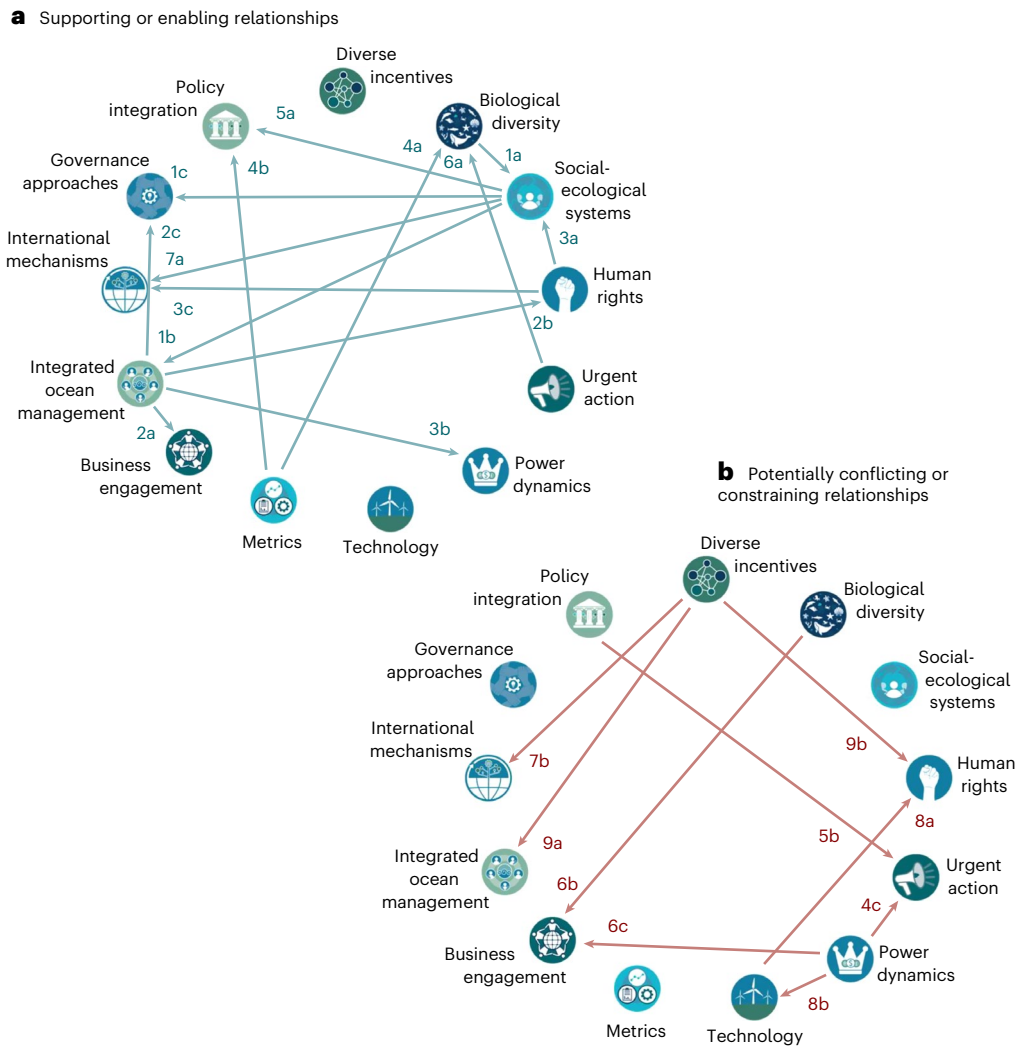 a Supporting or enabling relationships
Diverse
incentives
Policy
integration
Biological
diversity
5a
4a
6a
1a
4b
Governance
approaches
1c
Social-
ecological
systems
2c
3a
International
mechanisms
7a
Human
rights
3c
2b
1b
Integrated
ocean
management
Urgent
action
2a
3b
Business
engagement
Power
dynamics
Metrics
Technology
b Potentially conflicting or
constraining relationships
Diverse
incentives
Policy
integration
Biological
diversity
Governance
approaches
Social-
ecological
systems
International
mechanisms
7b
9b
Human
rights
8a
5b
9a
Integrated
ocean
management
6b
Urgent
action
4c
6c
Business
engagement
Power
dynamics
8b
Metrics
Technology